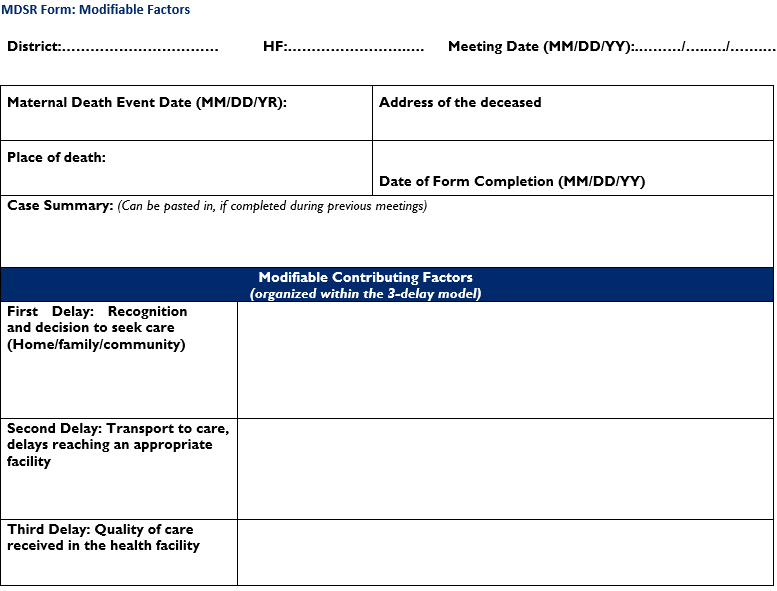 MDSR Form: Modifiable Factors
District:.................................. HF:.............................. Meeting Date (MM/DD/YY):........../......../..........
Maternal Death Event Date (MM/DD/YR):
Address of the deceased
Place of death:
Date of Form Completion (MM/DD/YY)
Case Summary: (Can be pasted in, if completed during previous meetings)
Modifiable Contributing Factors
(organized within the 3-delay model)
First Delay: Recognition
and decision to seek care
(Home/family/community)
Second Delay: Transport to care,
delays reaching an appropriate
facility
Third Delay: Quality of care
received in the health facility